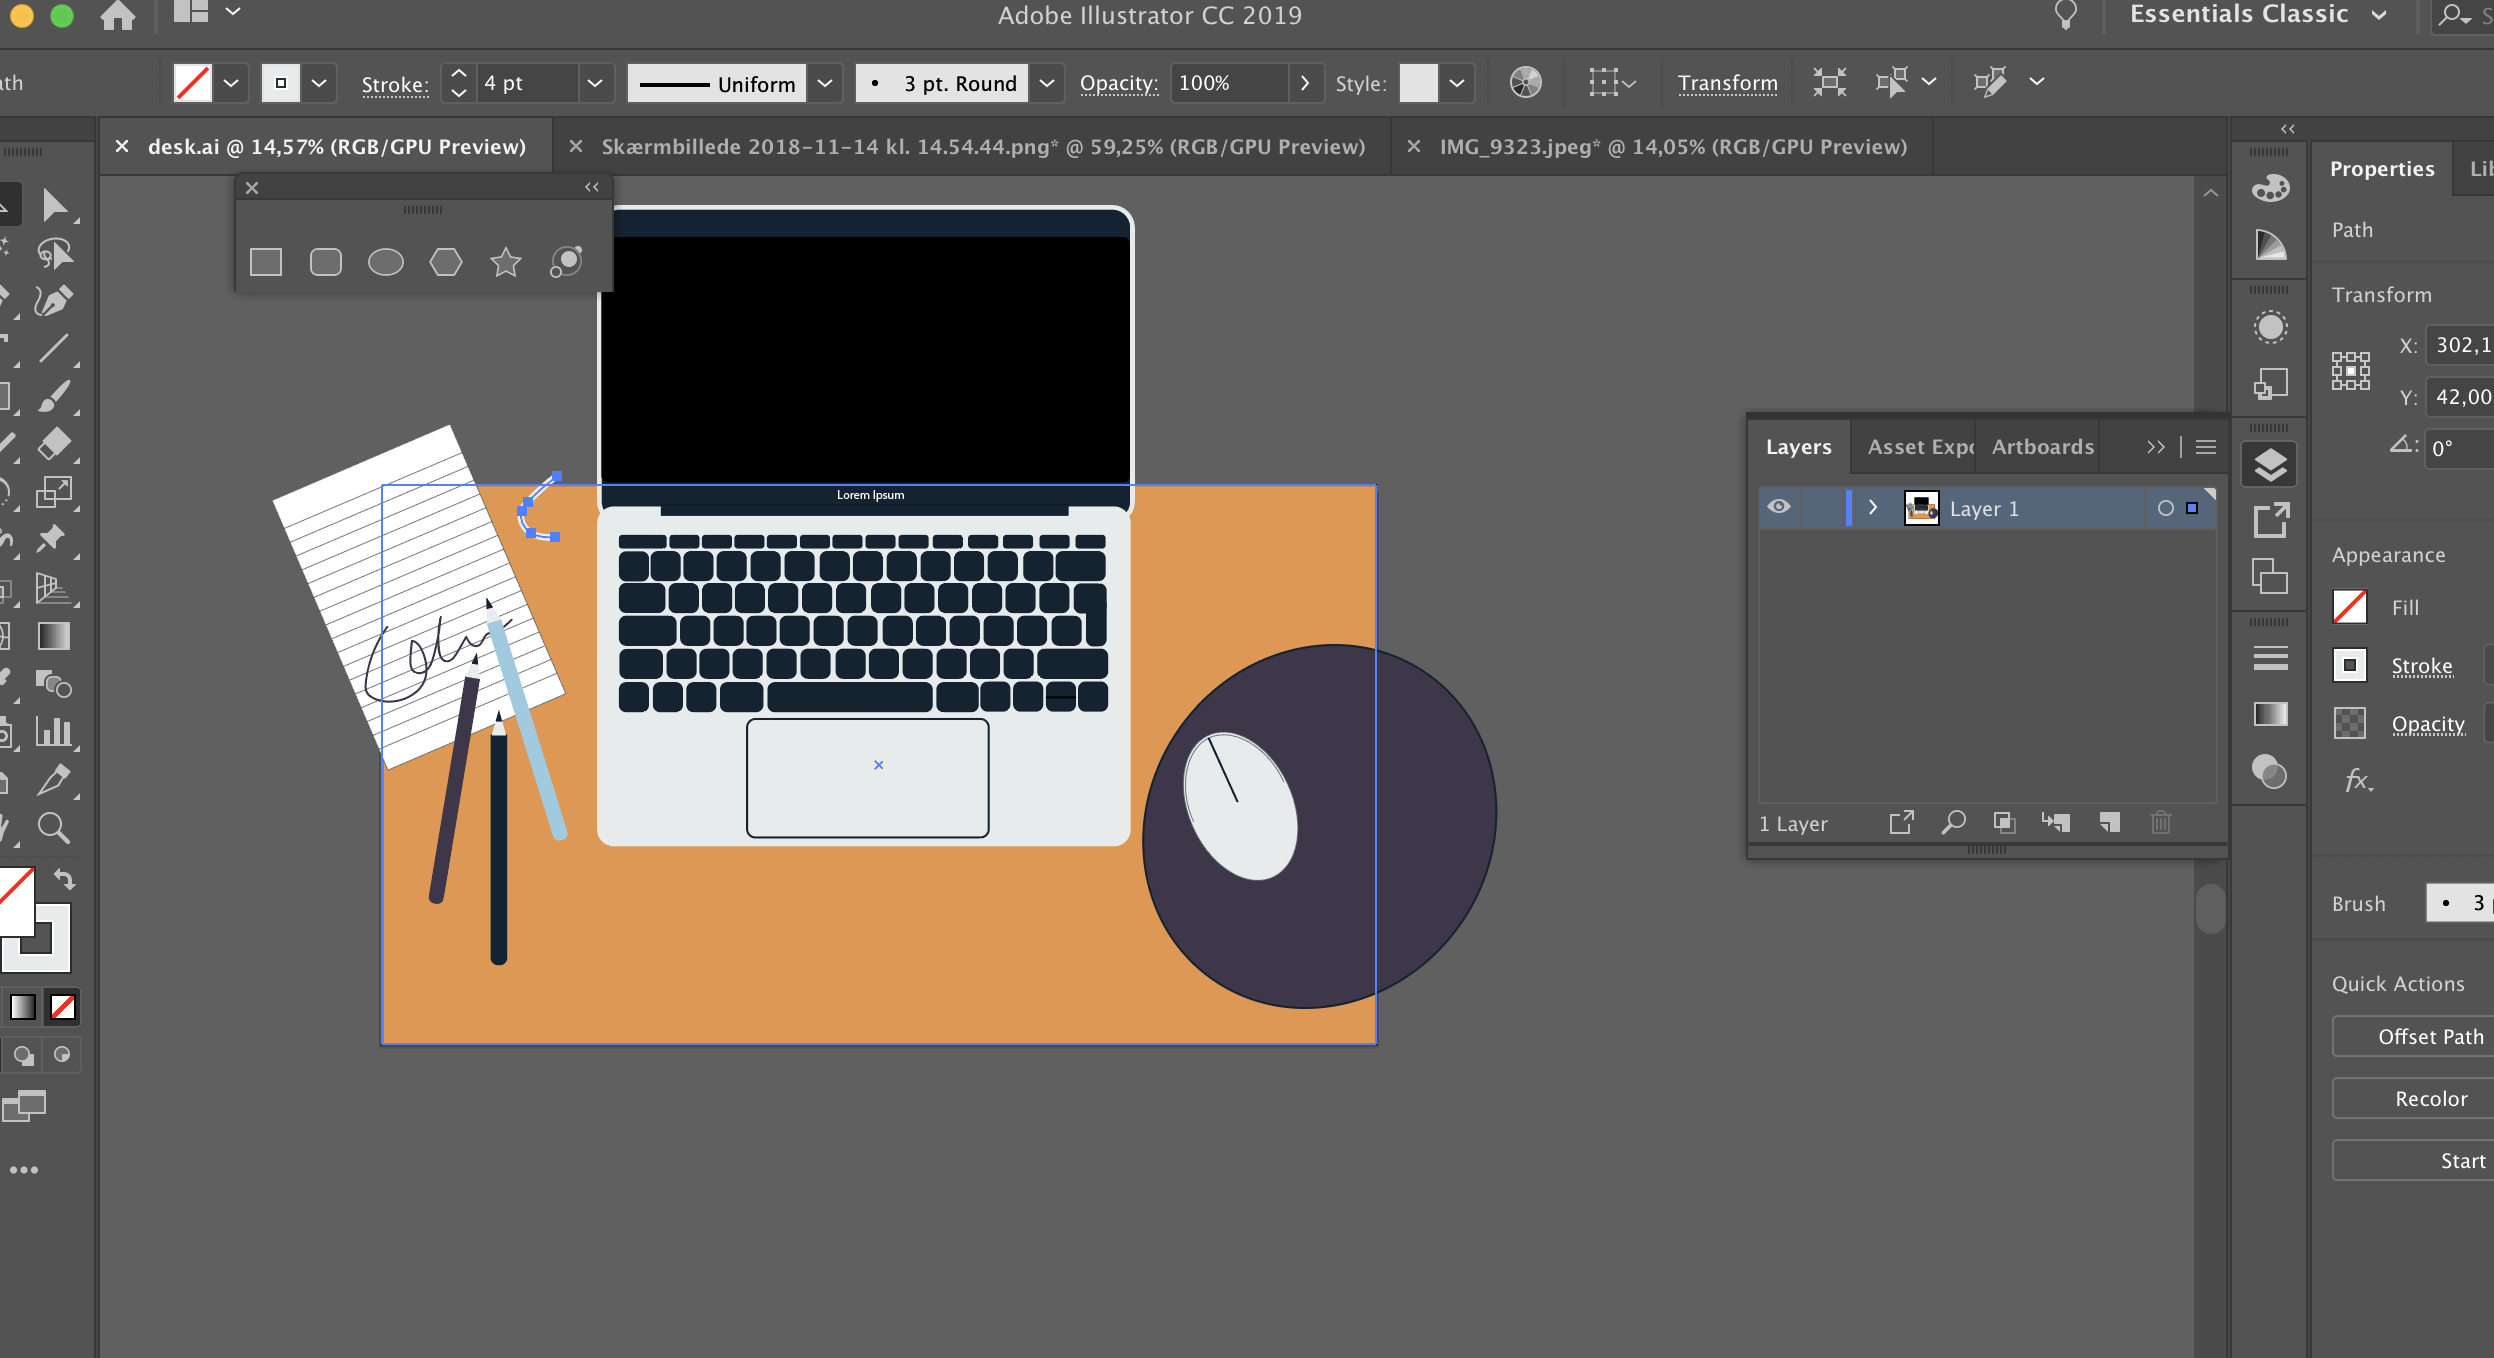 Adobe Illustrator CC 2019
Essentials Classic
Stroke: 4 pt Uniform 3 pt. Round Opacity: 100% Style: Transform
desk.ai @ 14,57% (RGB/GPU Preview) Skærmbillede 2018-11-14 kl. 14.54.44.png* @ 59,25% (RGB/GPU Preview) IMG_9323.jpeg* @ 14,05% (RGB/GPU Preview)
Properties
Path
Transform
X: 302,1
Y: 42,00
0°
Layers Asset Expo Artboards
Layer 1
1 Layer
Lorem Ipsum
Appearance
Fill
Stroke
Opacity
fx
Brush 3
Quick Actions
Offset Path
Recolor
Start